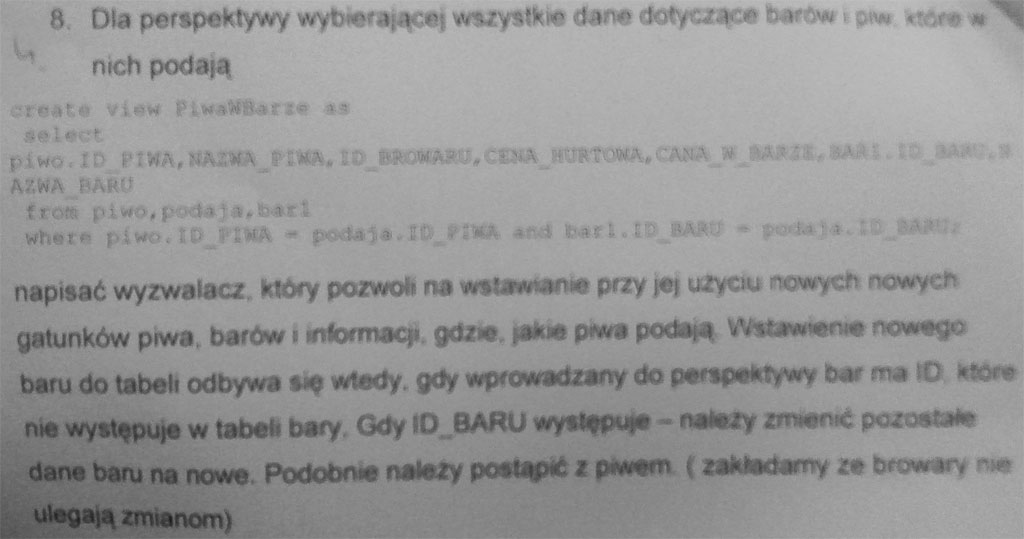 8. Dla perspektywy wybierającej wszystkie dane dotyczące barów i piw, które w
nich podają
create view PiwaWBarze as
select
piwo.ID_PIWA,NAZWA_PIWA,ID_BROWARU,CENA_HURTOWA,CANA_W_BARZE,BAR1.ID_BARU,N
AZWA_BARU
from piwo,podaja,bar1
where piwo.ID_PIWA = podaja.ID_PIWA and bar1.ID_BARU = podaja.ID_BARU;
napisać wyzwalacz, który pozwoli na wstawianie przy jej użyciu nowych nowych
gatunków piwa, barów i informacji, gdzie, jakie piwa podają. Wstawienie nowego
baru do tabeli odbywa się wtedy, gdy wprowadzany do perspektywy bar ma ID, które
nie występuje w tabeli bary. Gdy ID_BARU występuje – należy zmienić pozostałe
dane baru na nowe. Podobnie należy postąpić z piwem. ( zakładamy ze browary nie
ulegają zmianom)